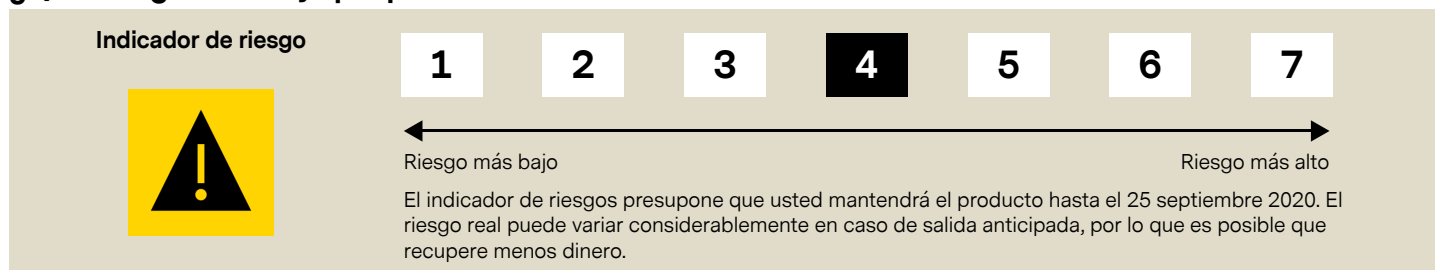 Indicador de riesgo
1 2 3 4 5 6 7
Riesgo más bajo Riesgo más alto
El indicador de riesgos presupone que usted mantendrá el producto hasta el 25 septiembre 2020. El
riesgo real puede variar considerablemente en caso de salida anticipada, por lo que es posible que
recupere menos dinero.